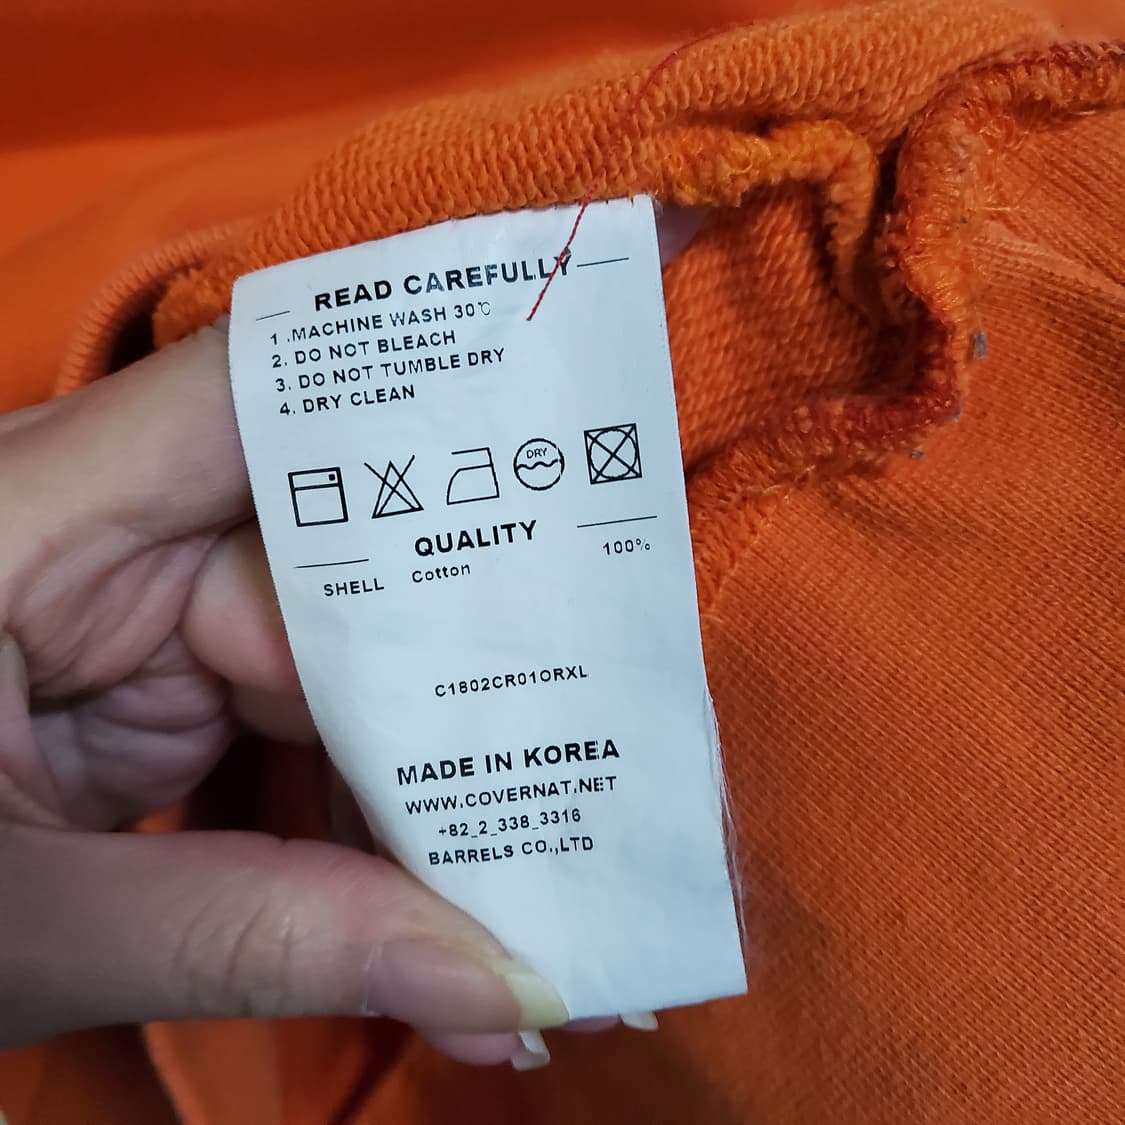 READ CAREFULLY
1 .MACHINE WASH 30℃
2. DO NOT BLEACH
3. DO NOT TUMBLE DRY
4. DRY CLEAN
DRY
QUALITY
SHELL Cotton 100%
C1802CR01ORXL
MADE IN KOREA
WWW.COVERNAT.NET
+82_2_338_3316
BARRELS CO.,LTD